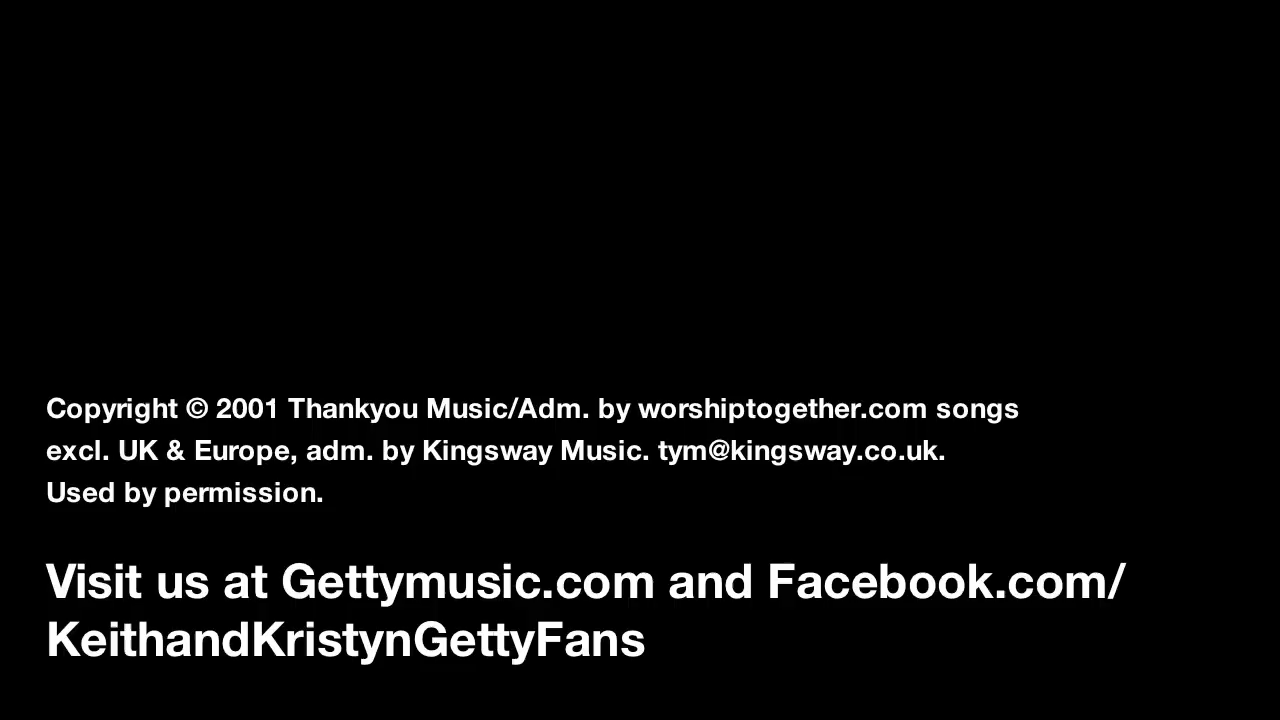 Copyright © 2001 Thankyou Music/Adm. by worshiptogether.com songs
excl. UK & Europe, adm. by Kingsway Music. tym@kingsway.co.uk.
Used by permission.
Visit us at Gettymusic.com and Facebook.com/
KeithandKristynGettyFans